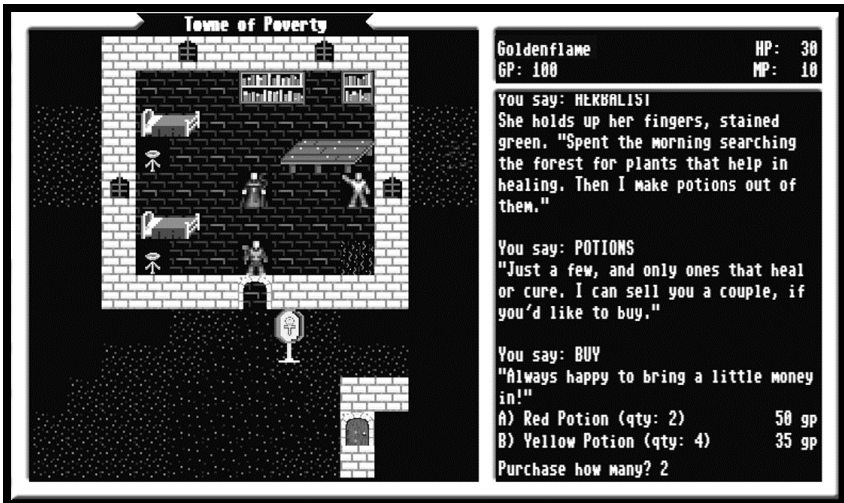 Towne of Poverty
Goldenflame HP: 30
GP: 100 MP: 10
You say: HERBALIST
She holds up her fingers, stained
green. "Spent the morning searching
the forest for plants that help in
healing. Then I make potions out of
them."
You say: POTIONS
"Just a few, and only ones that heal
or cure. I can sell you a couple, if
you'd like to buy."
You say: BUY
"Always happy to bring a little money
in!"
A) Red Potion (qty: 2) 50 gp
B) Yellow Potion (qty: 4) 35 gp
Purchase how many? 2